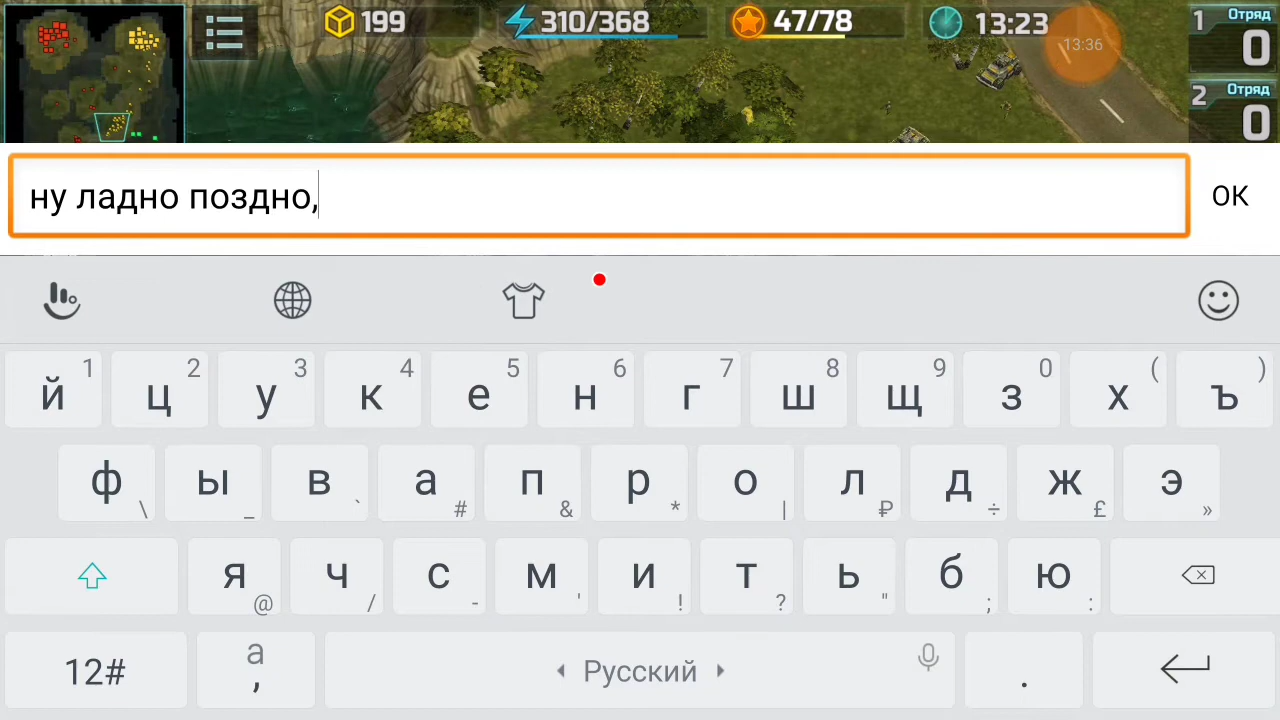 199
310/368
47/78
13:23
13:36
1 Отряд
0
2 Отряд
0
ну ладно поздно,
ОК
й 1 ц 2 у 3 к 4 е 5 н 6 г 7 ш 8 щ 9 з 0 х ( ъ )
ф \ ы _ в ` а # п & р * о | л ₽ д ÷ ж £ э »
я @ ч / с - м ' и ! т ? ь " б ; ю :
12# а , Русский .